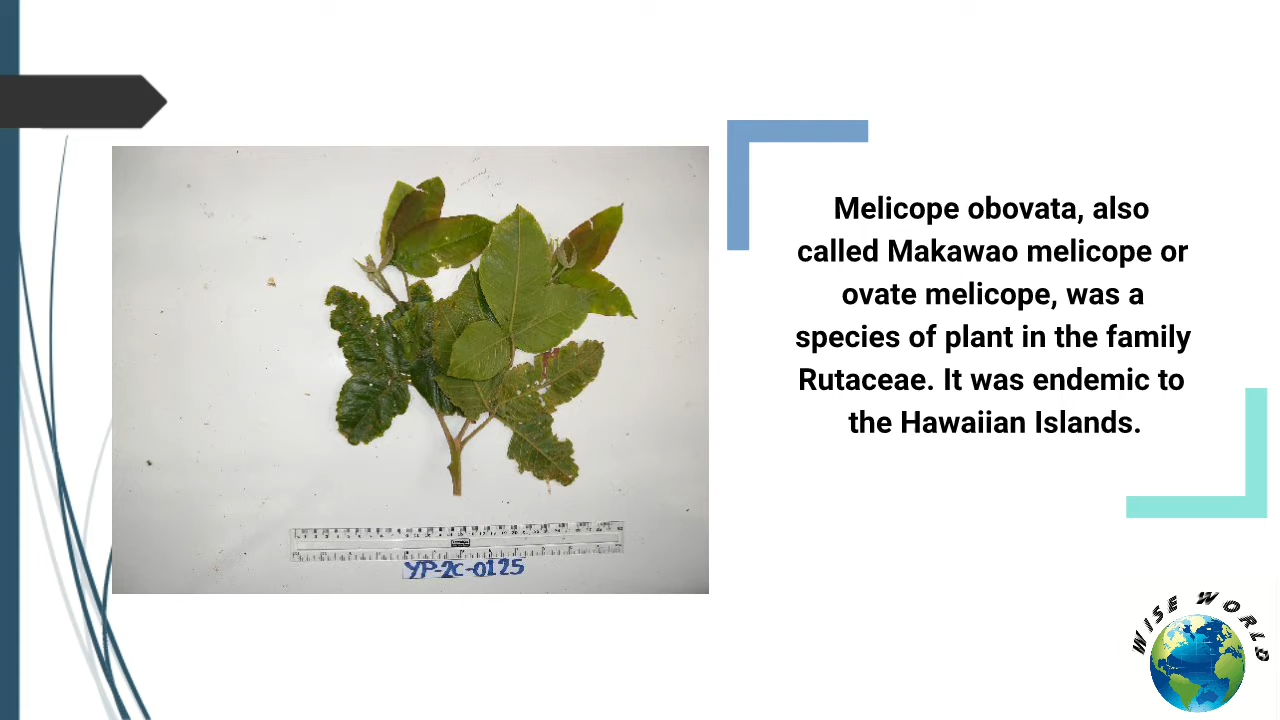 Melicope obovata, also
called Makawao melicope or
ovate melicope, was a
species of plant in the family
Rutaceae. It was endemic to
the Hawaiian Islands.
YP-2C-0125
WISE WORLD